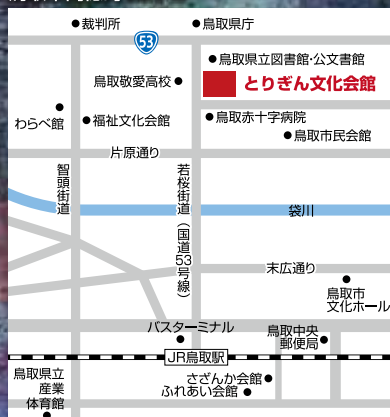 裁判所
鳥取県庁
53
鳥取県立図書館・公文書館
鳥取敬愛高校
とりぎん文化会館
わらべ館
福祉文化会館
鳥取赤十字病院
鳥取市民会館
片原通り
智頭街道
若桜街道（国道53号線）
袋川
末広通り
鳥取市
文化ホール
バスターミナル
鳥取中央
郵便局
JR鳥取駅
鳥取県立
産業
体育館
さざんか会館
ふれあい会館